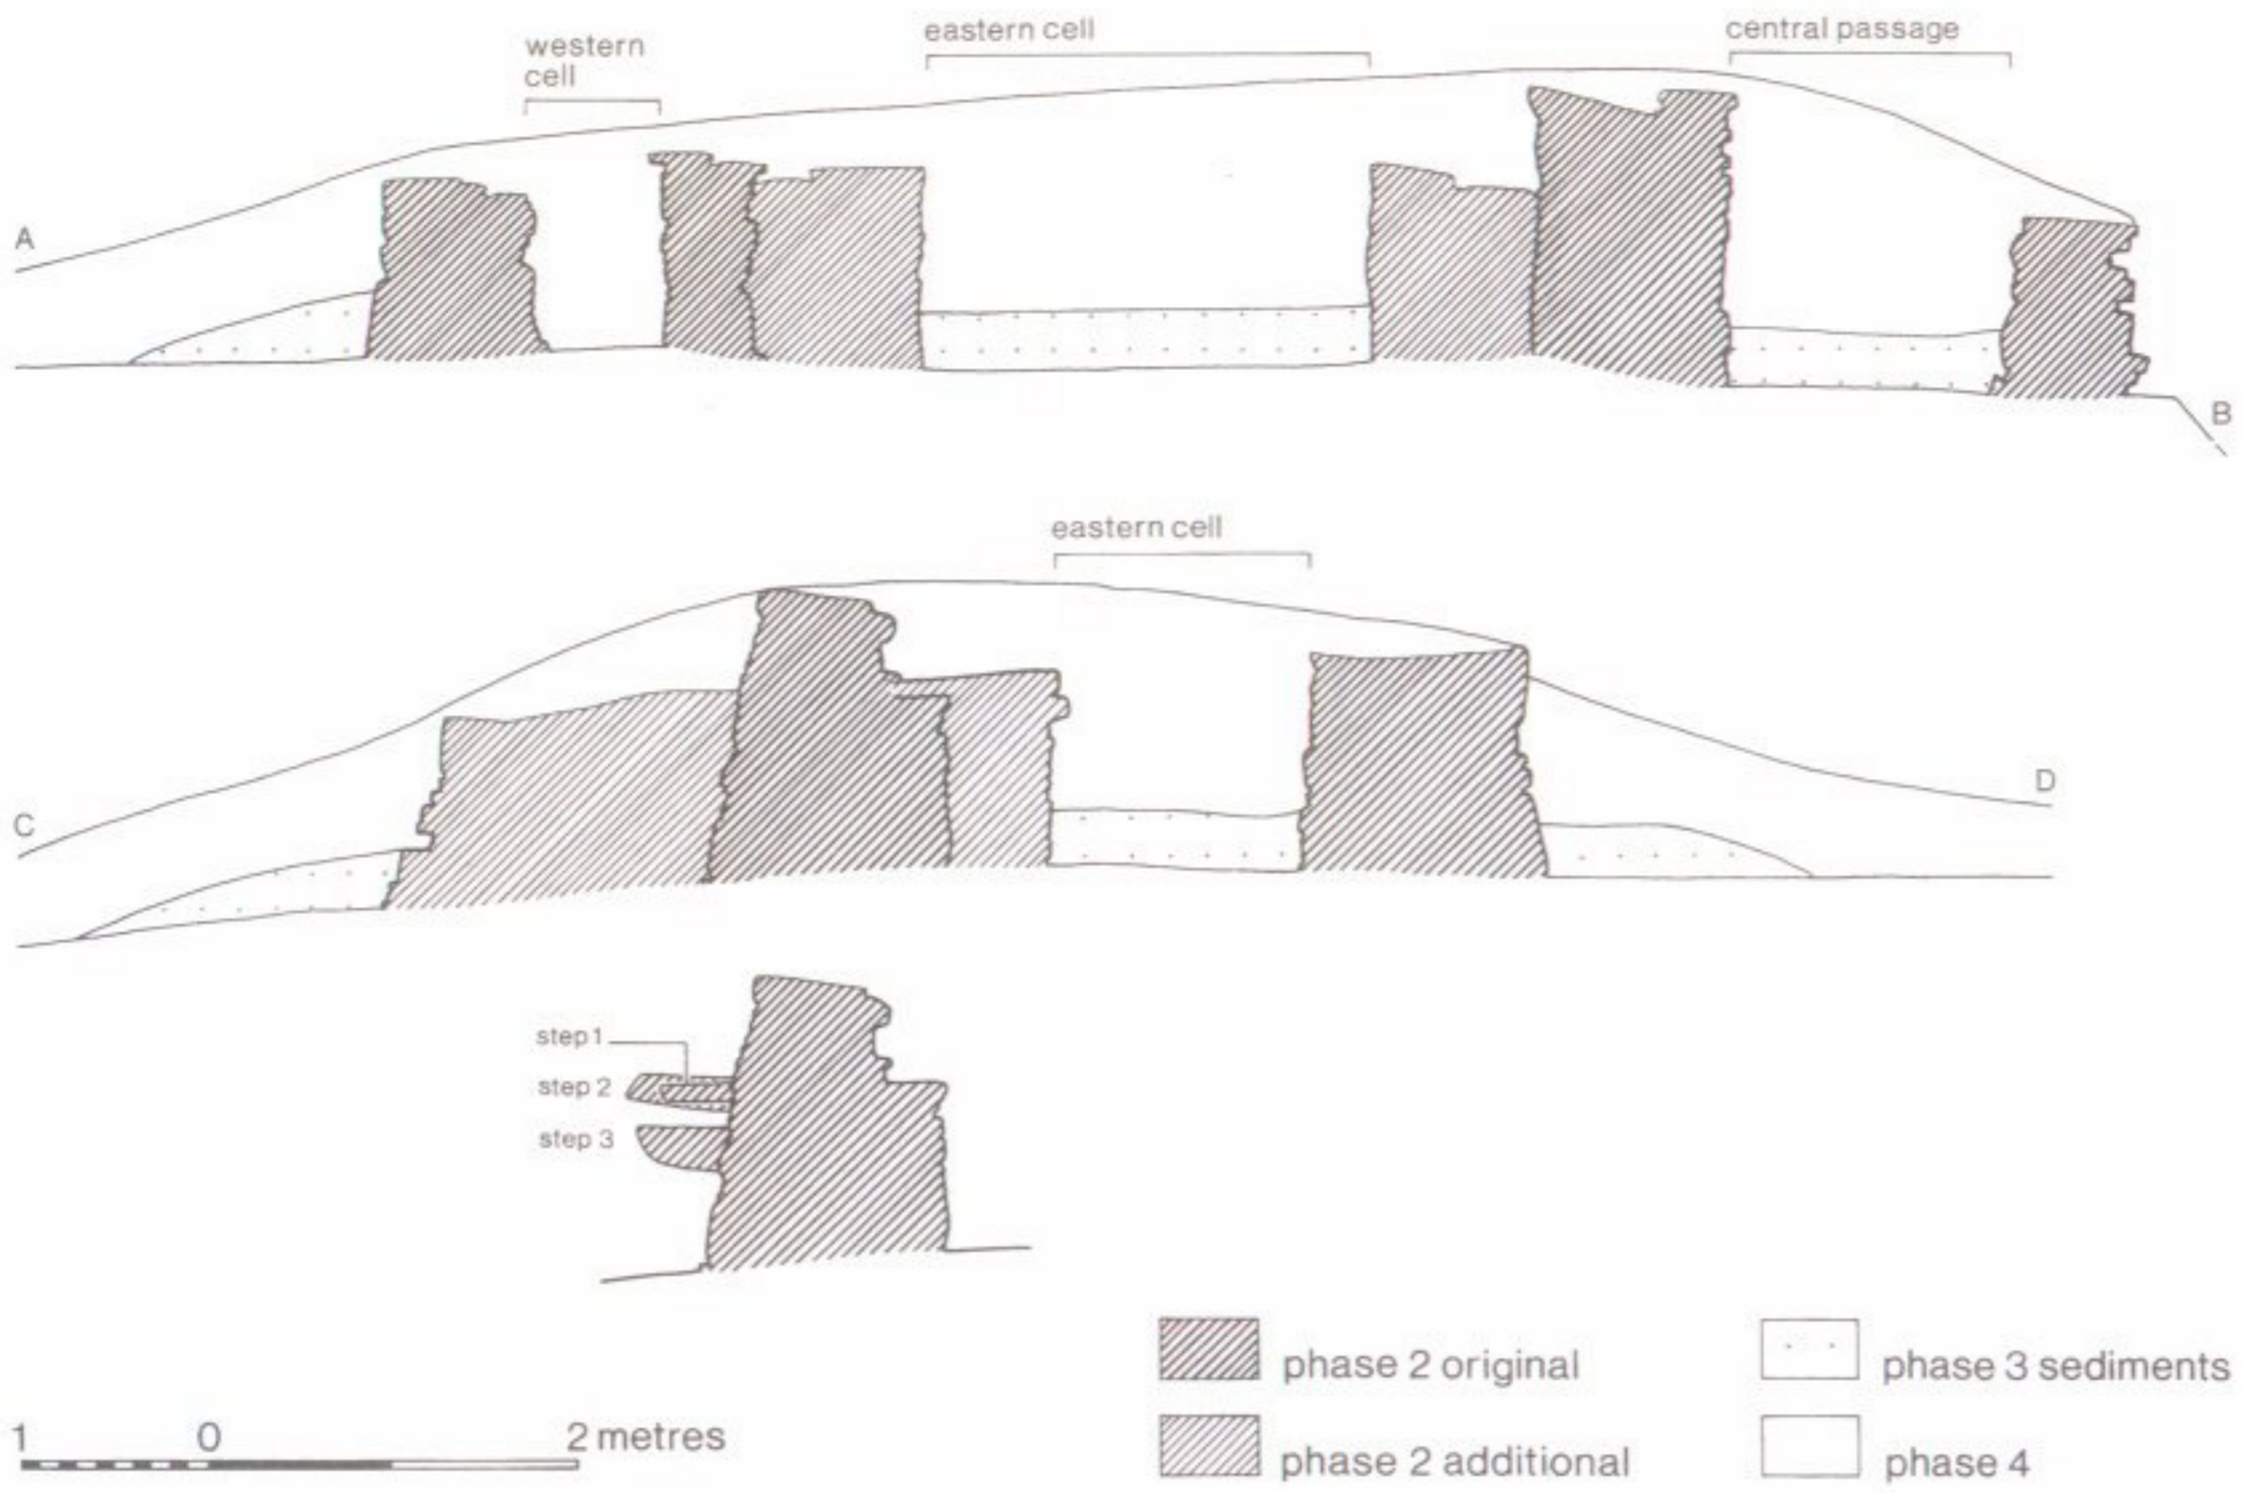 western
cell
eastern cell
central passage
A
B
eastern cell
C
D
step 1
step 2
step 3
phase 2 original
phase 3 sediments
phase 2 additional
phase 4
1 0 2 metres